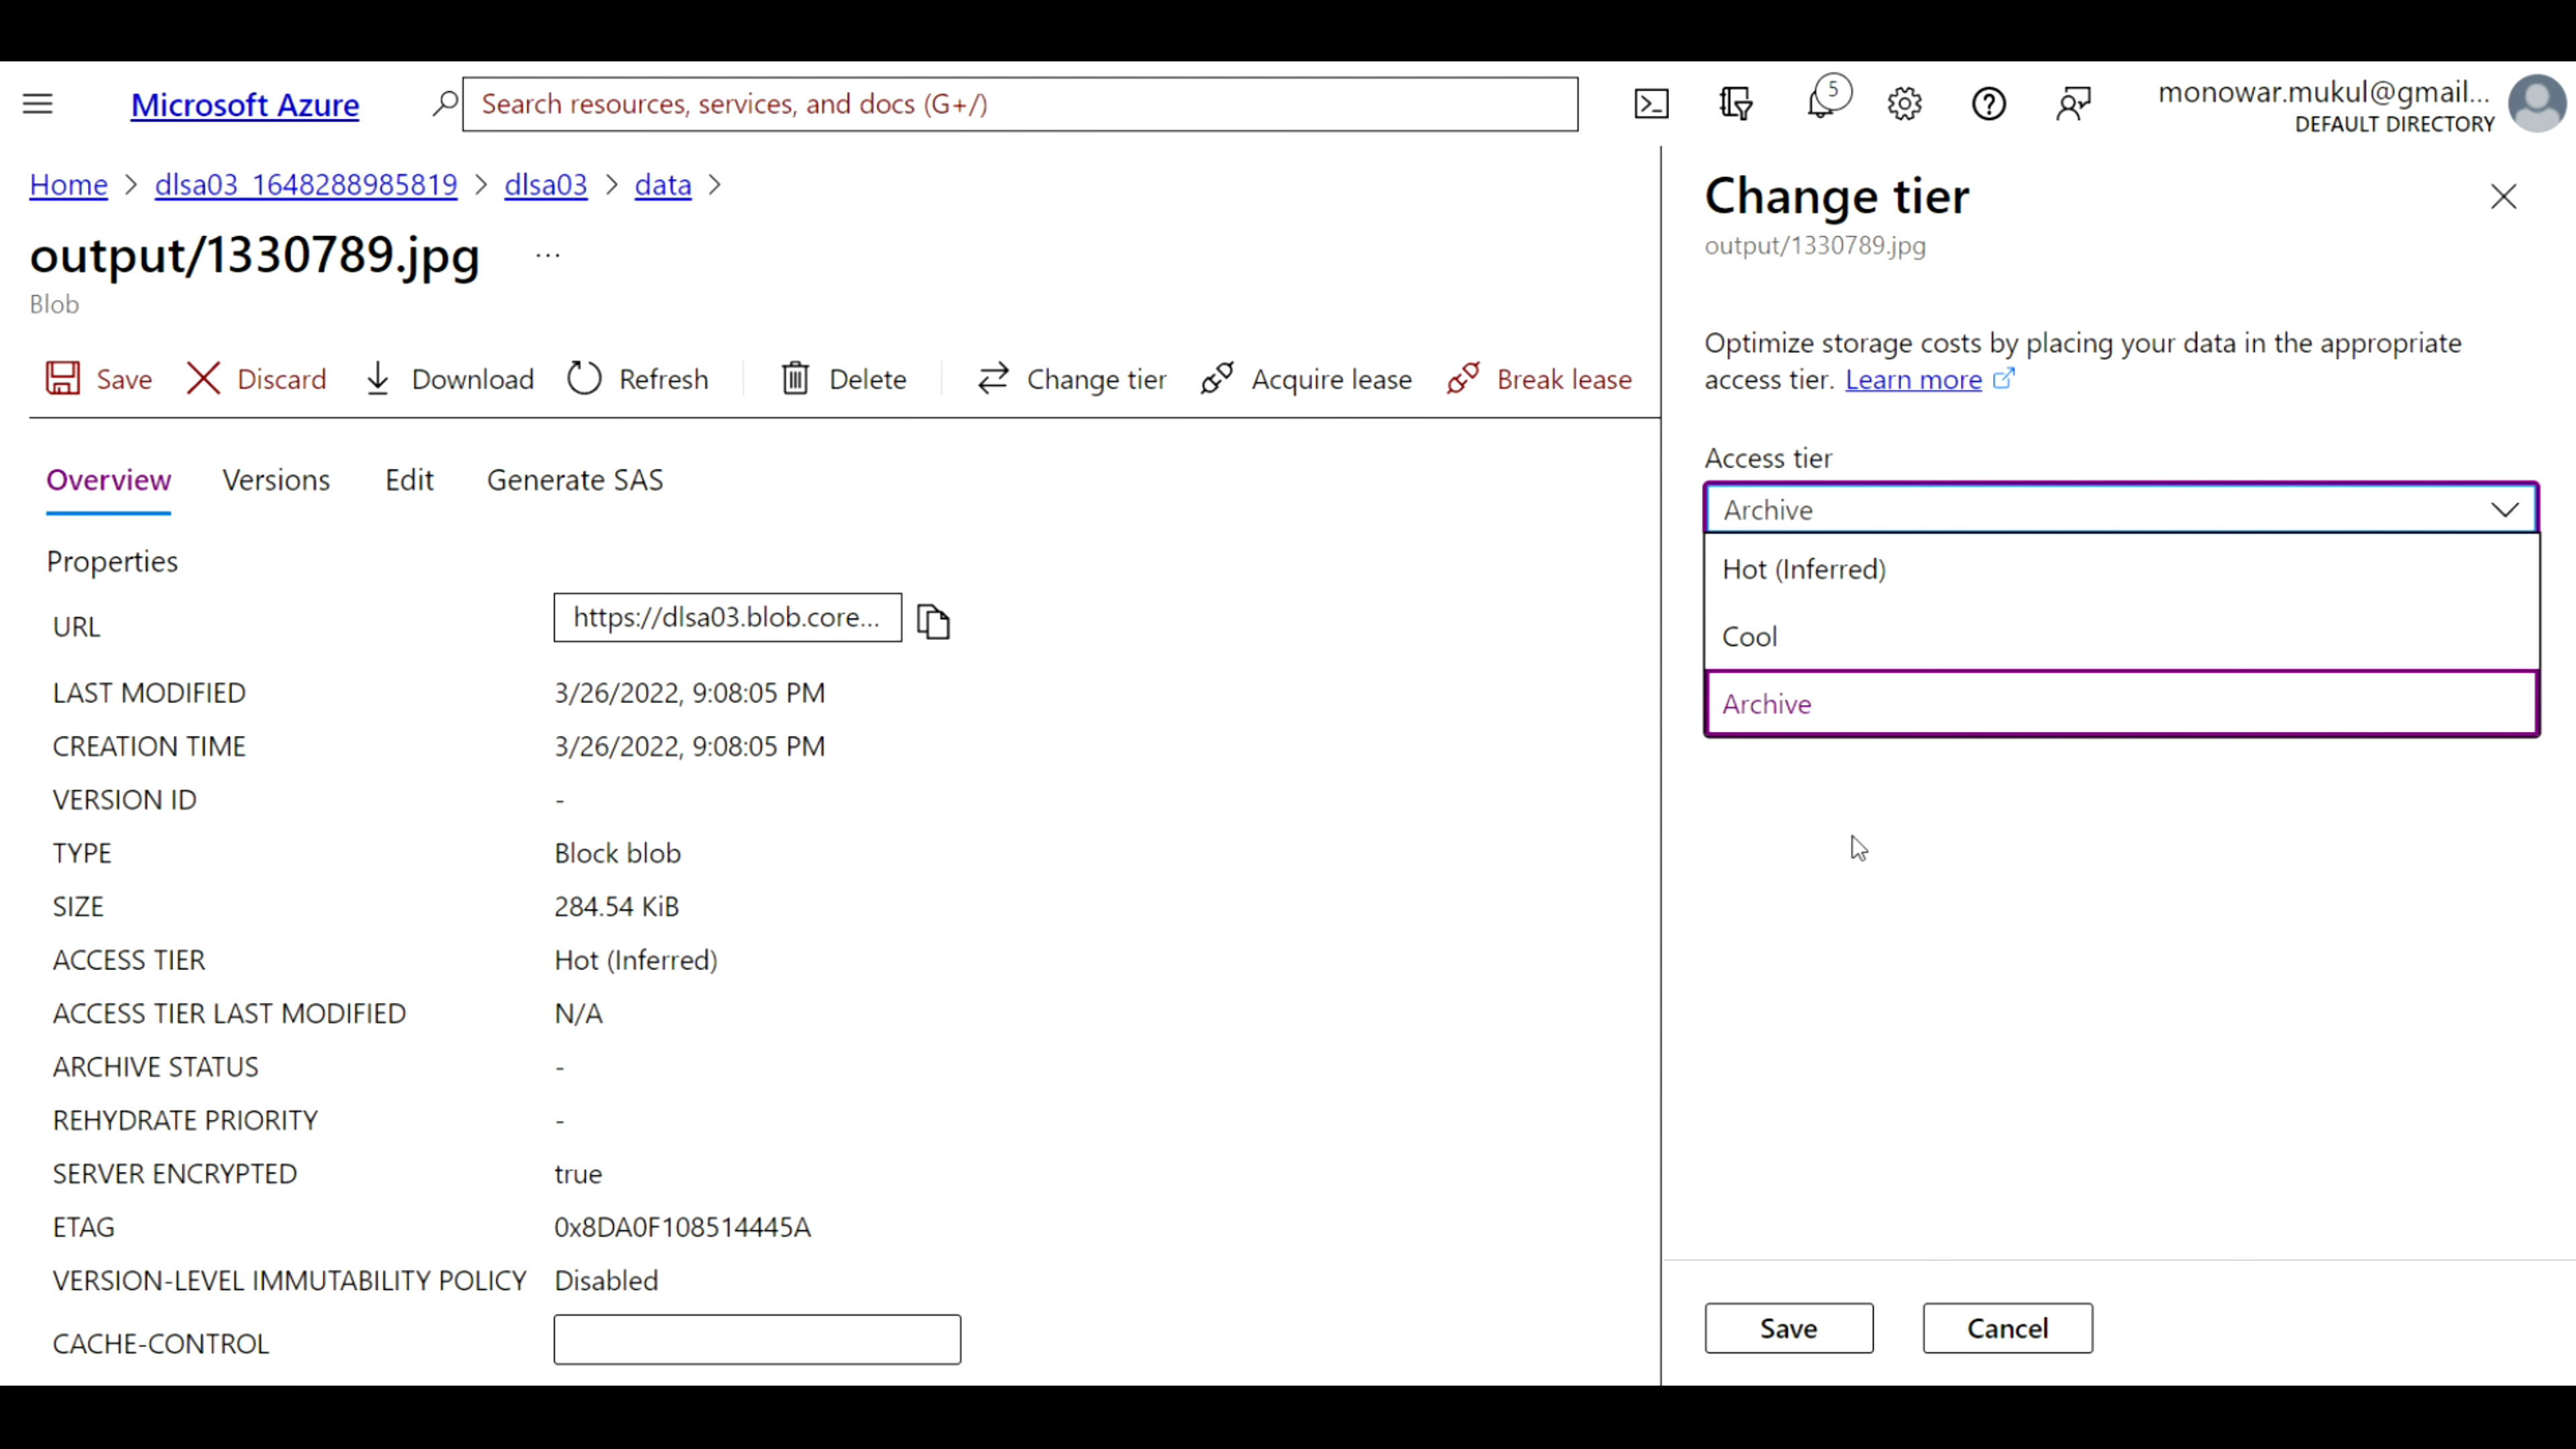 Microsoft Azure
Search resources, services, and docs (G+/)
5
monowar.mukul@gmail...
DEFAULT DIRECTORY
Home > dlsa03_1648288985819 > dlsa03 > data >
output/1330789.jpg ...
Blob
Save Discard Download Refresh Delete Change tier Acquire lease Break lease
Overview Versions Edit Generate SAS
Properties
URL https://dlsa03.blob.core...
LAST MODIFIED 3/26/2022, 9:08:05 PM
CREATION TIME 3/26/2022, 9:08:05 PM
VERSION ID -
TYPE Block blob
SIZE 284.54 KiB
ACCESS TIER Hot (Inferred)
ACCESS TIER LAST MODIFIED N/A
ARCHIVE STATUS -
REHYDRATE PRIORITY -
SERVER ENCRYPTED true
ETAG 0x8DA0F108514445A
VERSION-LEVEL IMMUTABILITY POLICY Disabled
CACHE-CONTROL
Change tier
output/1330789.jpg
Optimize storage costs by placing your data in the appropriate
access tier. Learn more
Access tier
Archive
Hot (Inferred)
Cool
Archive
Save Cancel